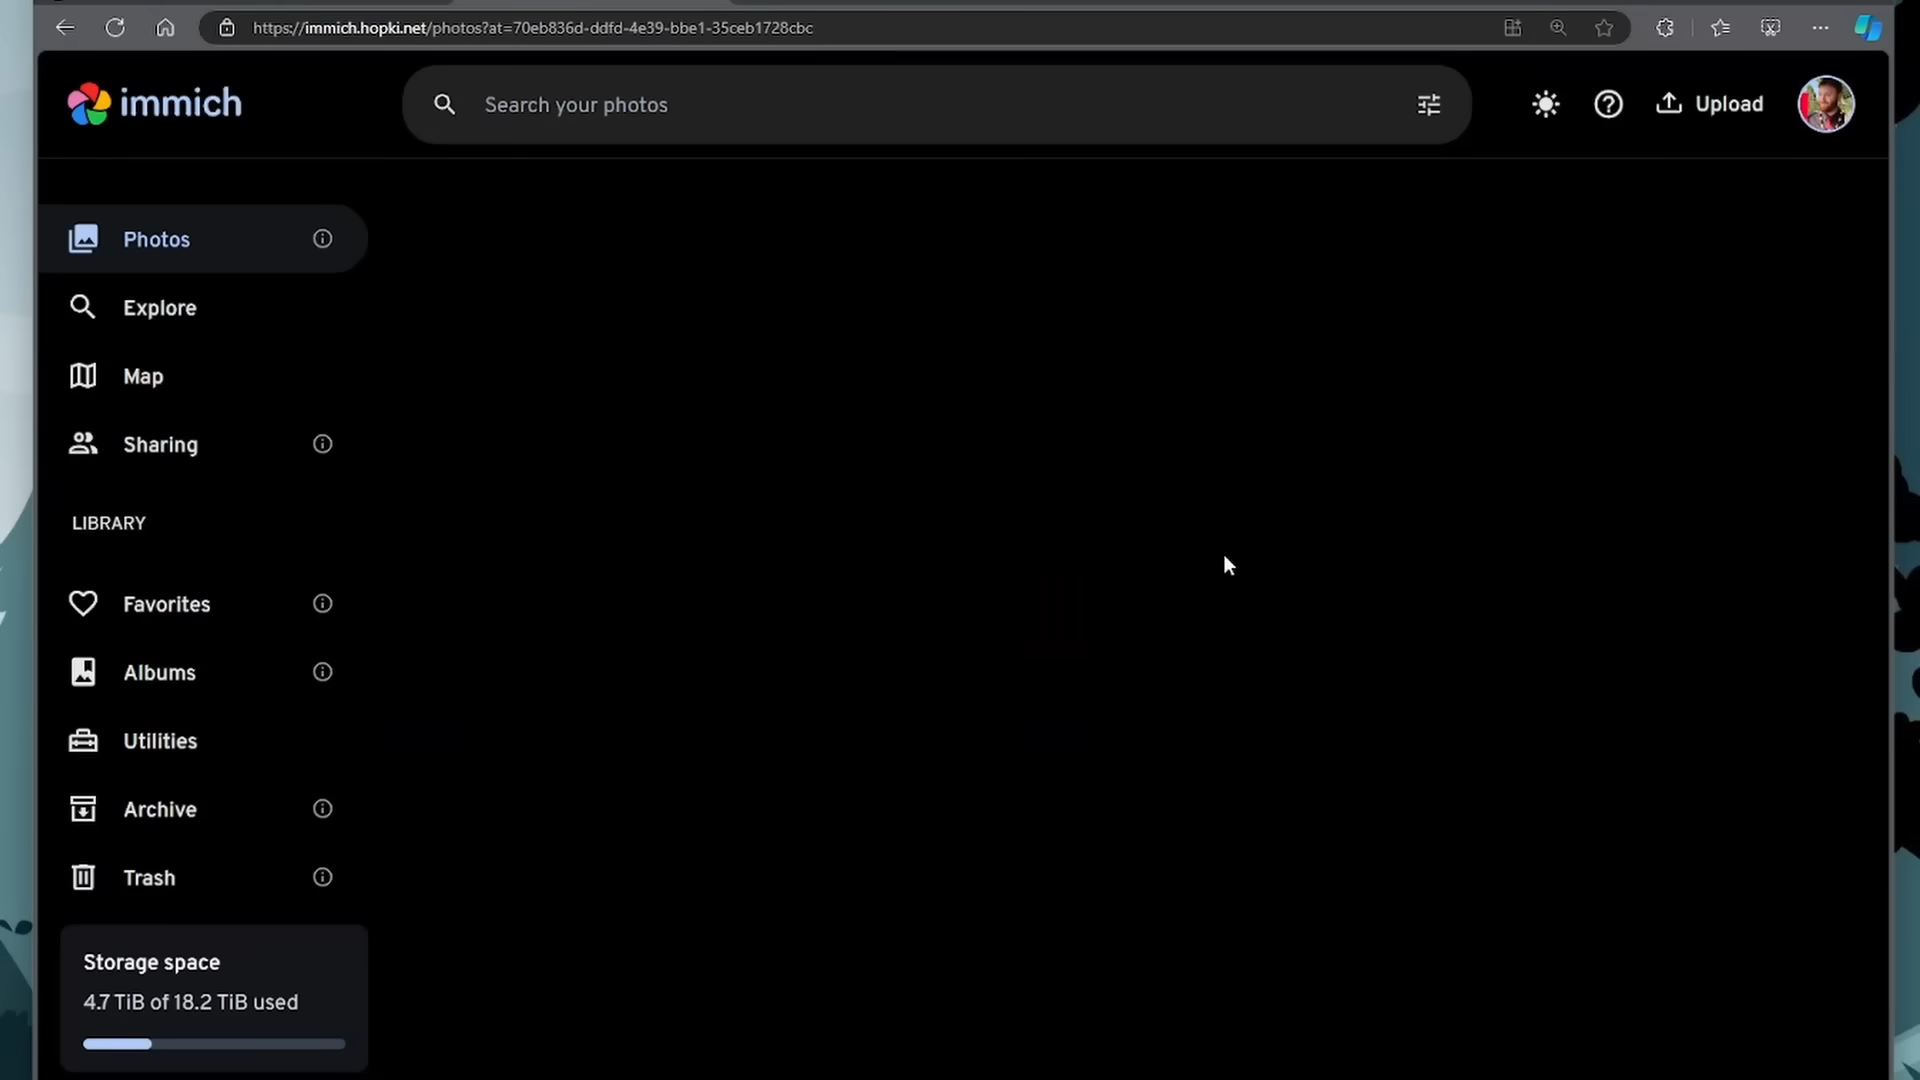 https://immich.hopki.net/photos?at=70eb836d-ddfd-4e39-bbe1-35ceb1728cbc
immich
Search your photos
Upload
Photos
Explore
Map
Sharing
LIBRARY
Favorites
Albums
Utilities
Archive
Trash
Storage space
4.7 TiB of 18.2 TiB used